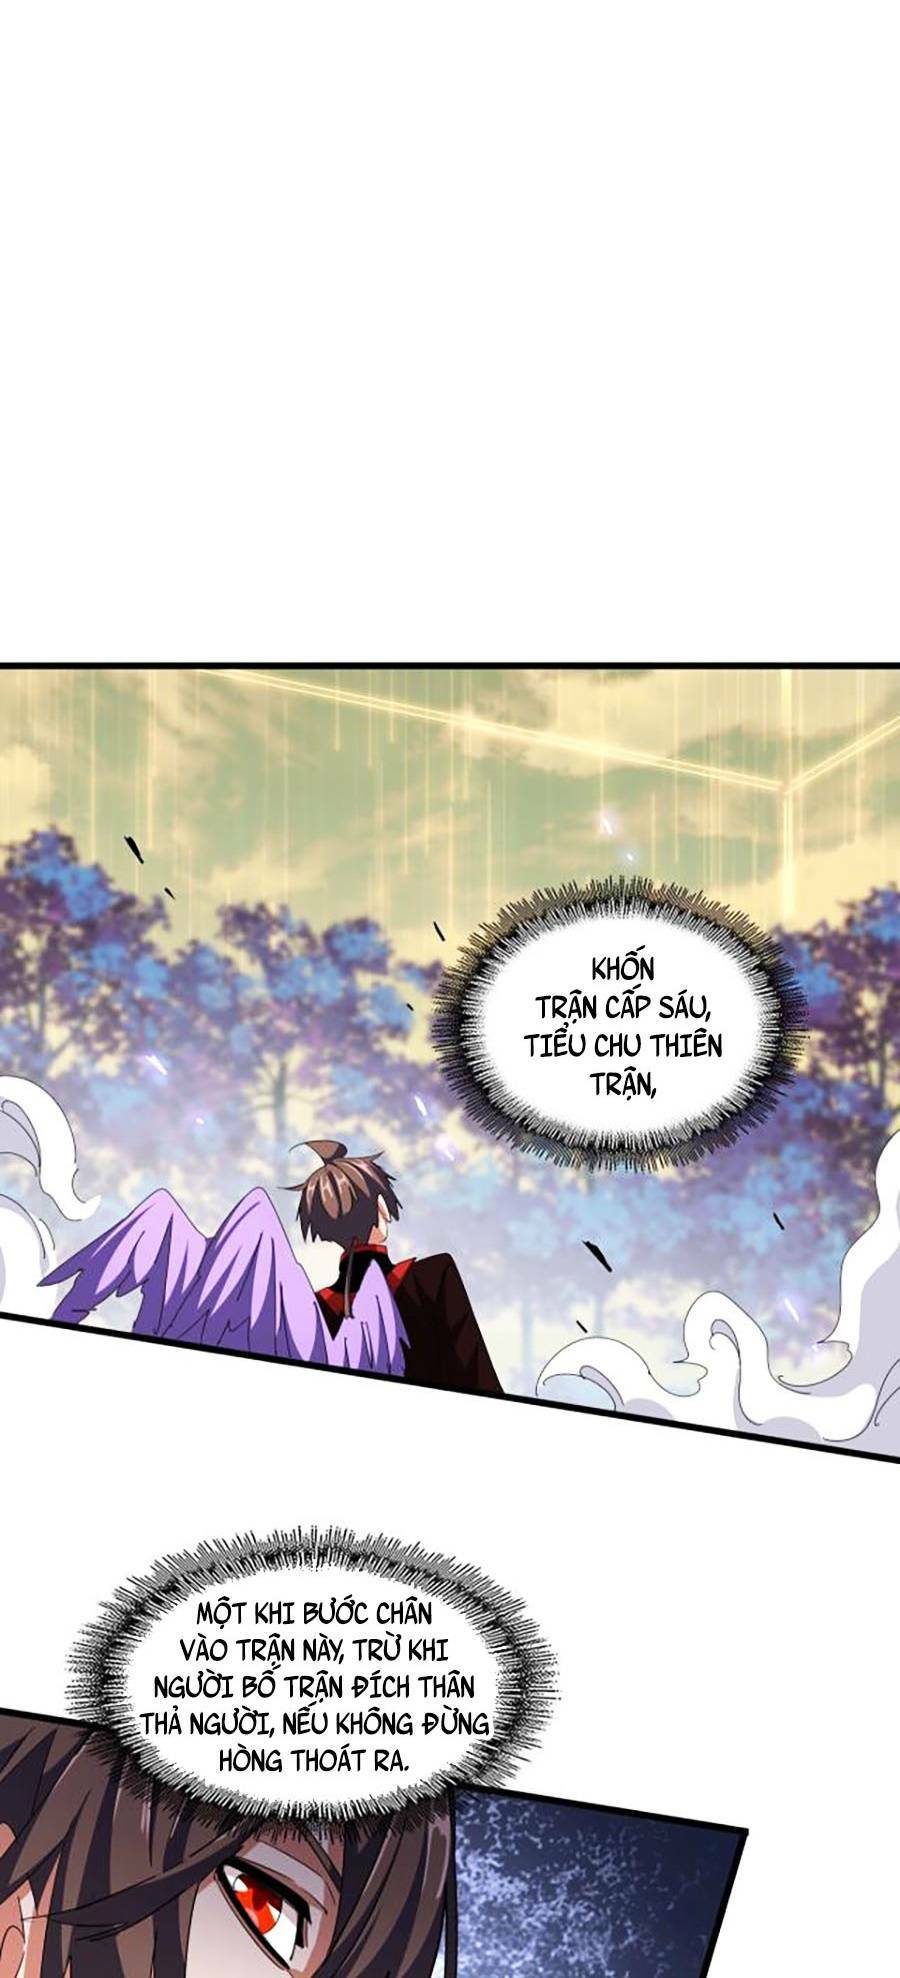 KHỐN
TRẬN CẤP SÁU,
TIỂU CHU THIÊN
TRẬN,
MỘT KHI BƯỚC CHÂN
VÀO TRẬN NÀY, TRỪ KHI
NGƯỜI BỐ TRẬN ĐÍCH THÂN
THẢ NGƯỜI, NẾU KHÔNG ĐỪNG
HÒNG THOÁT RA.